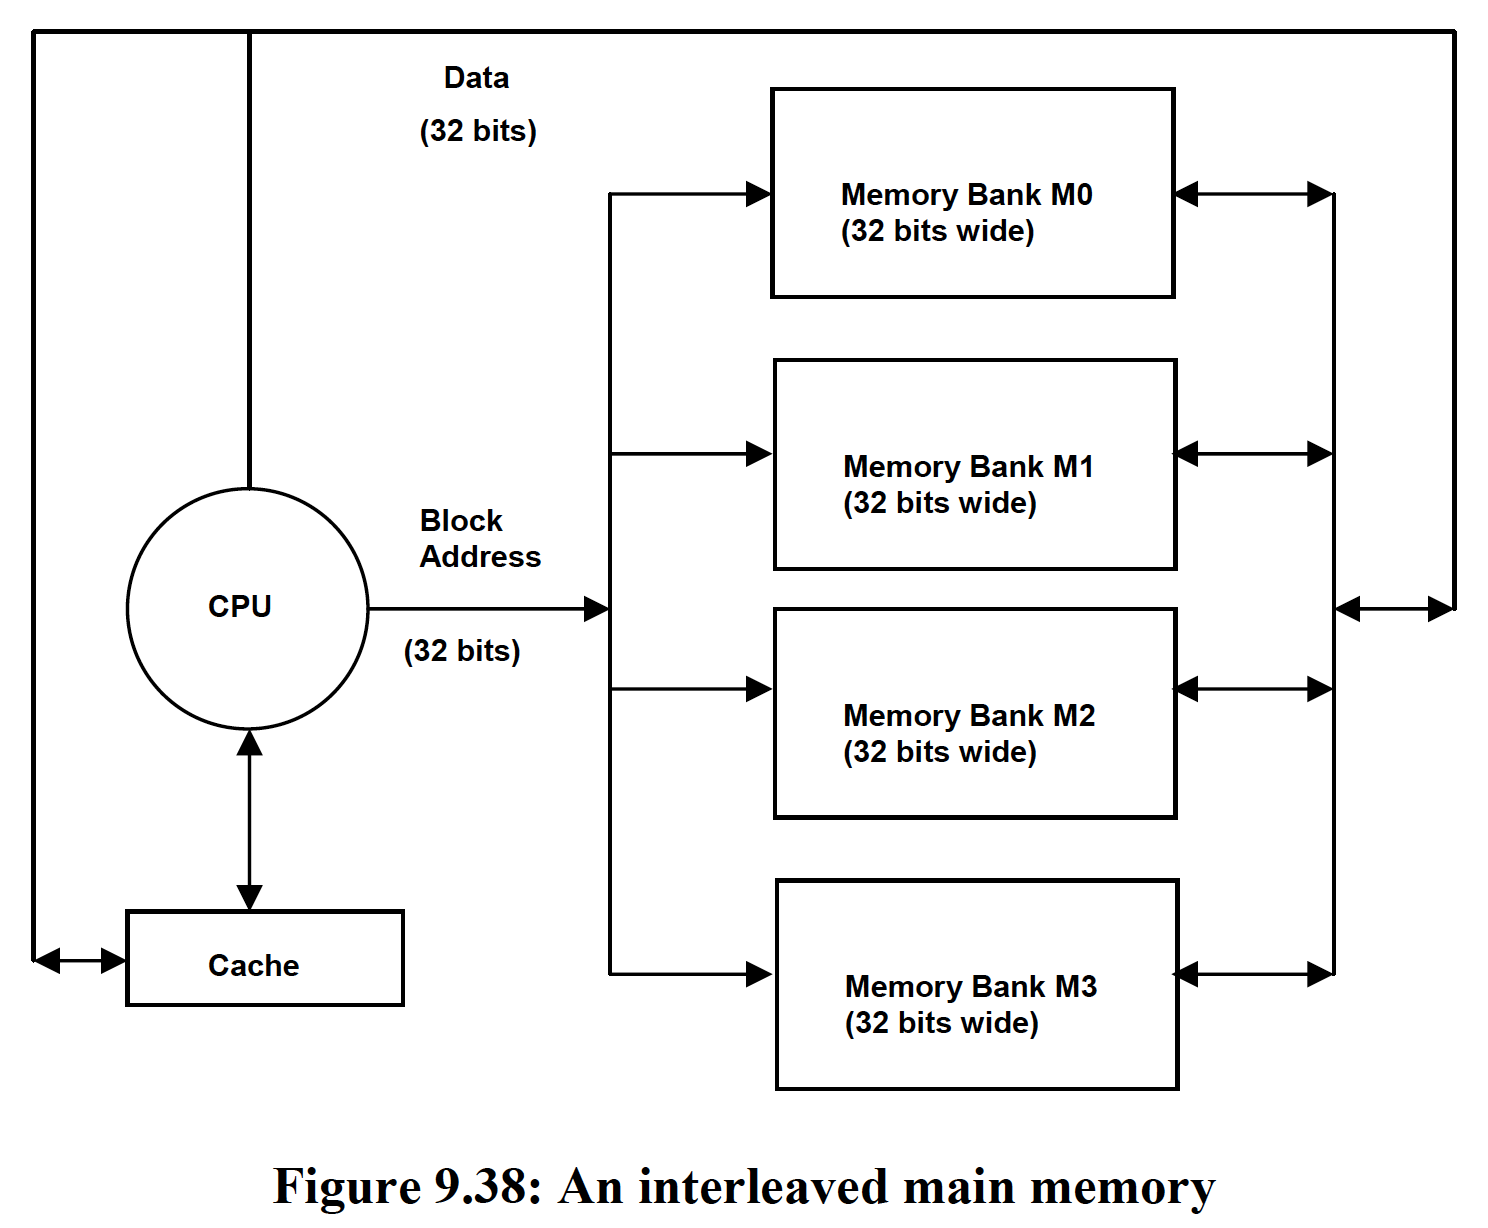 Data
(32 bits)
Memory Bank M0
(32 bits wide)
Memory Bank M1
(32 bits wide)
Block
Address
(32 bits)
CPU
Memory Bank M2
(32 bits wide)
Cache
Memory Bank M3
(32 bits wide)
Figure 9.38: An interleaved main memory